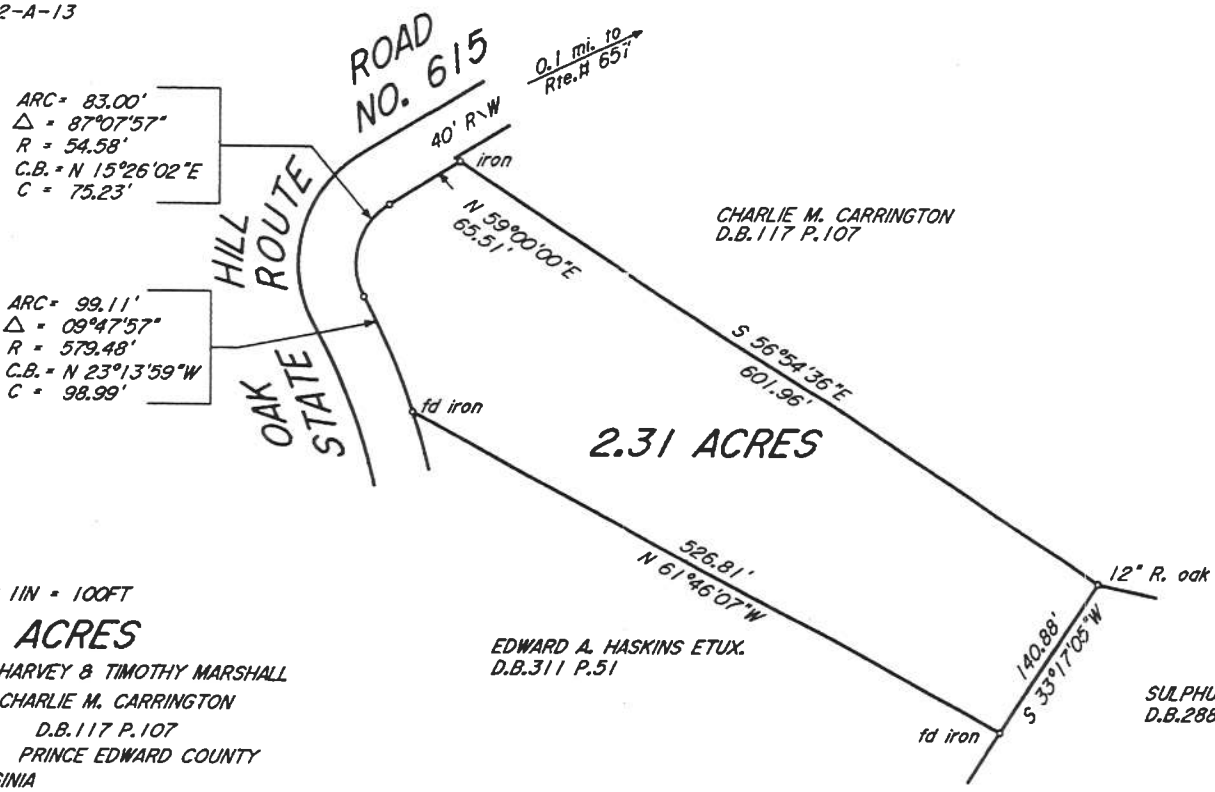 2-A-13
ROAD
NO. 615
0.1 mi. to
Rte.# 657
ARC = 83.00'
△ = 87°07'57"
R = 54.58'
C.B. = N 15°26'02"E
C = 75.23'
40' R\W
iron
HILL
ROUTE
N 59°00'00"E
65.51'
CHARLIE M. CARRINGTON
D.B.117 P.107
ARC = 99.11'
△ = 09°47'57"
R = 579.48'
C.B. = N 23°13'59"W
C = 98.99'
OAK
STATE
fd iron
S 56°54'36"E
601.96'
2.31 ACRES
526.81'
N 61°46'07"W
12" R. oak
140.88'
S 33°17'05"W
fd iron
1IN = 100FT
ACRES
HARVEY & TIMOTHY MARSHALL
CHARLIE M. CARRINGTON
D.B.117 P.107
PRINCE EDWARD COUNTY
GINIA
EDWARD A. HASKINS ETUX.
D.B.311 P.51
SULPHU
D.B.288